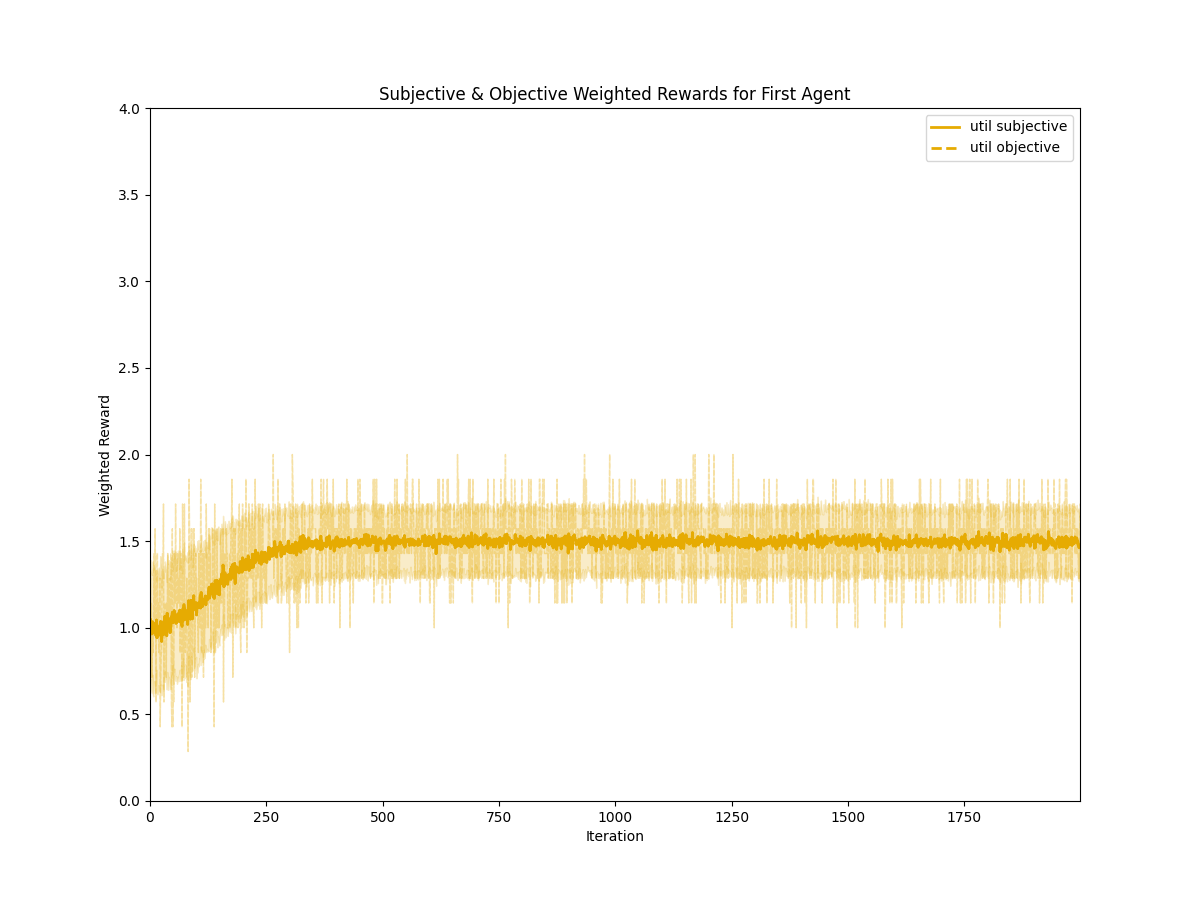 Subjective & Objective Weighted Rewards for First Agent
util subjective
util objective
Weighted Reward
4.0
3.5
3.0
2.5
2.0
1.5
1.0
0.5
0.0
0 250 500 750 1000 1250 1500 1750
Iteration